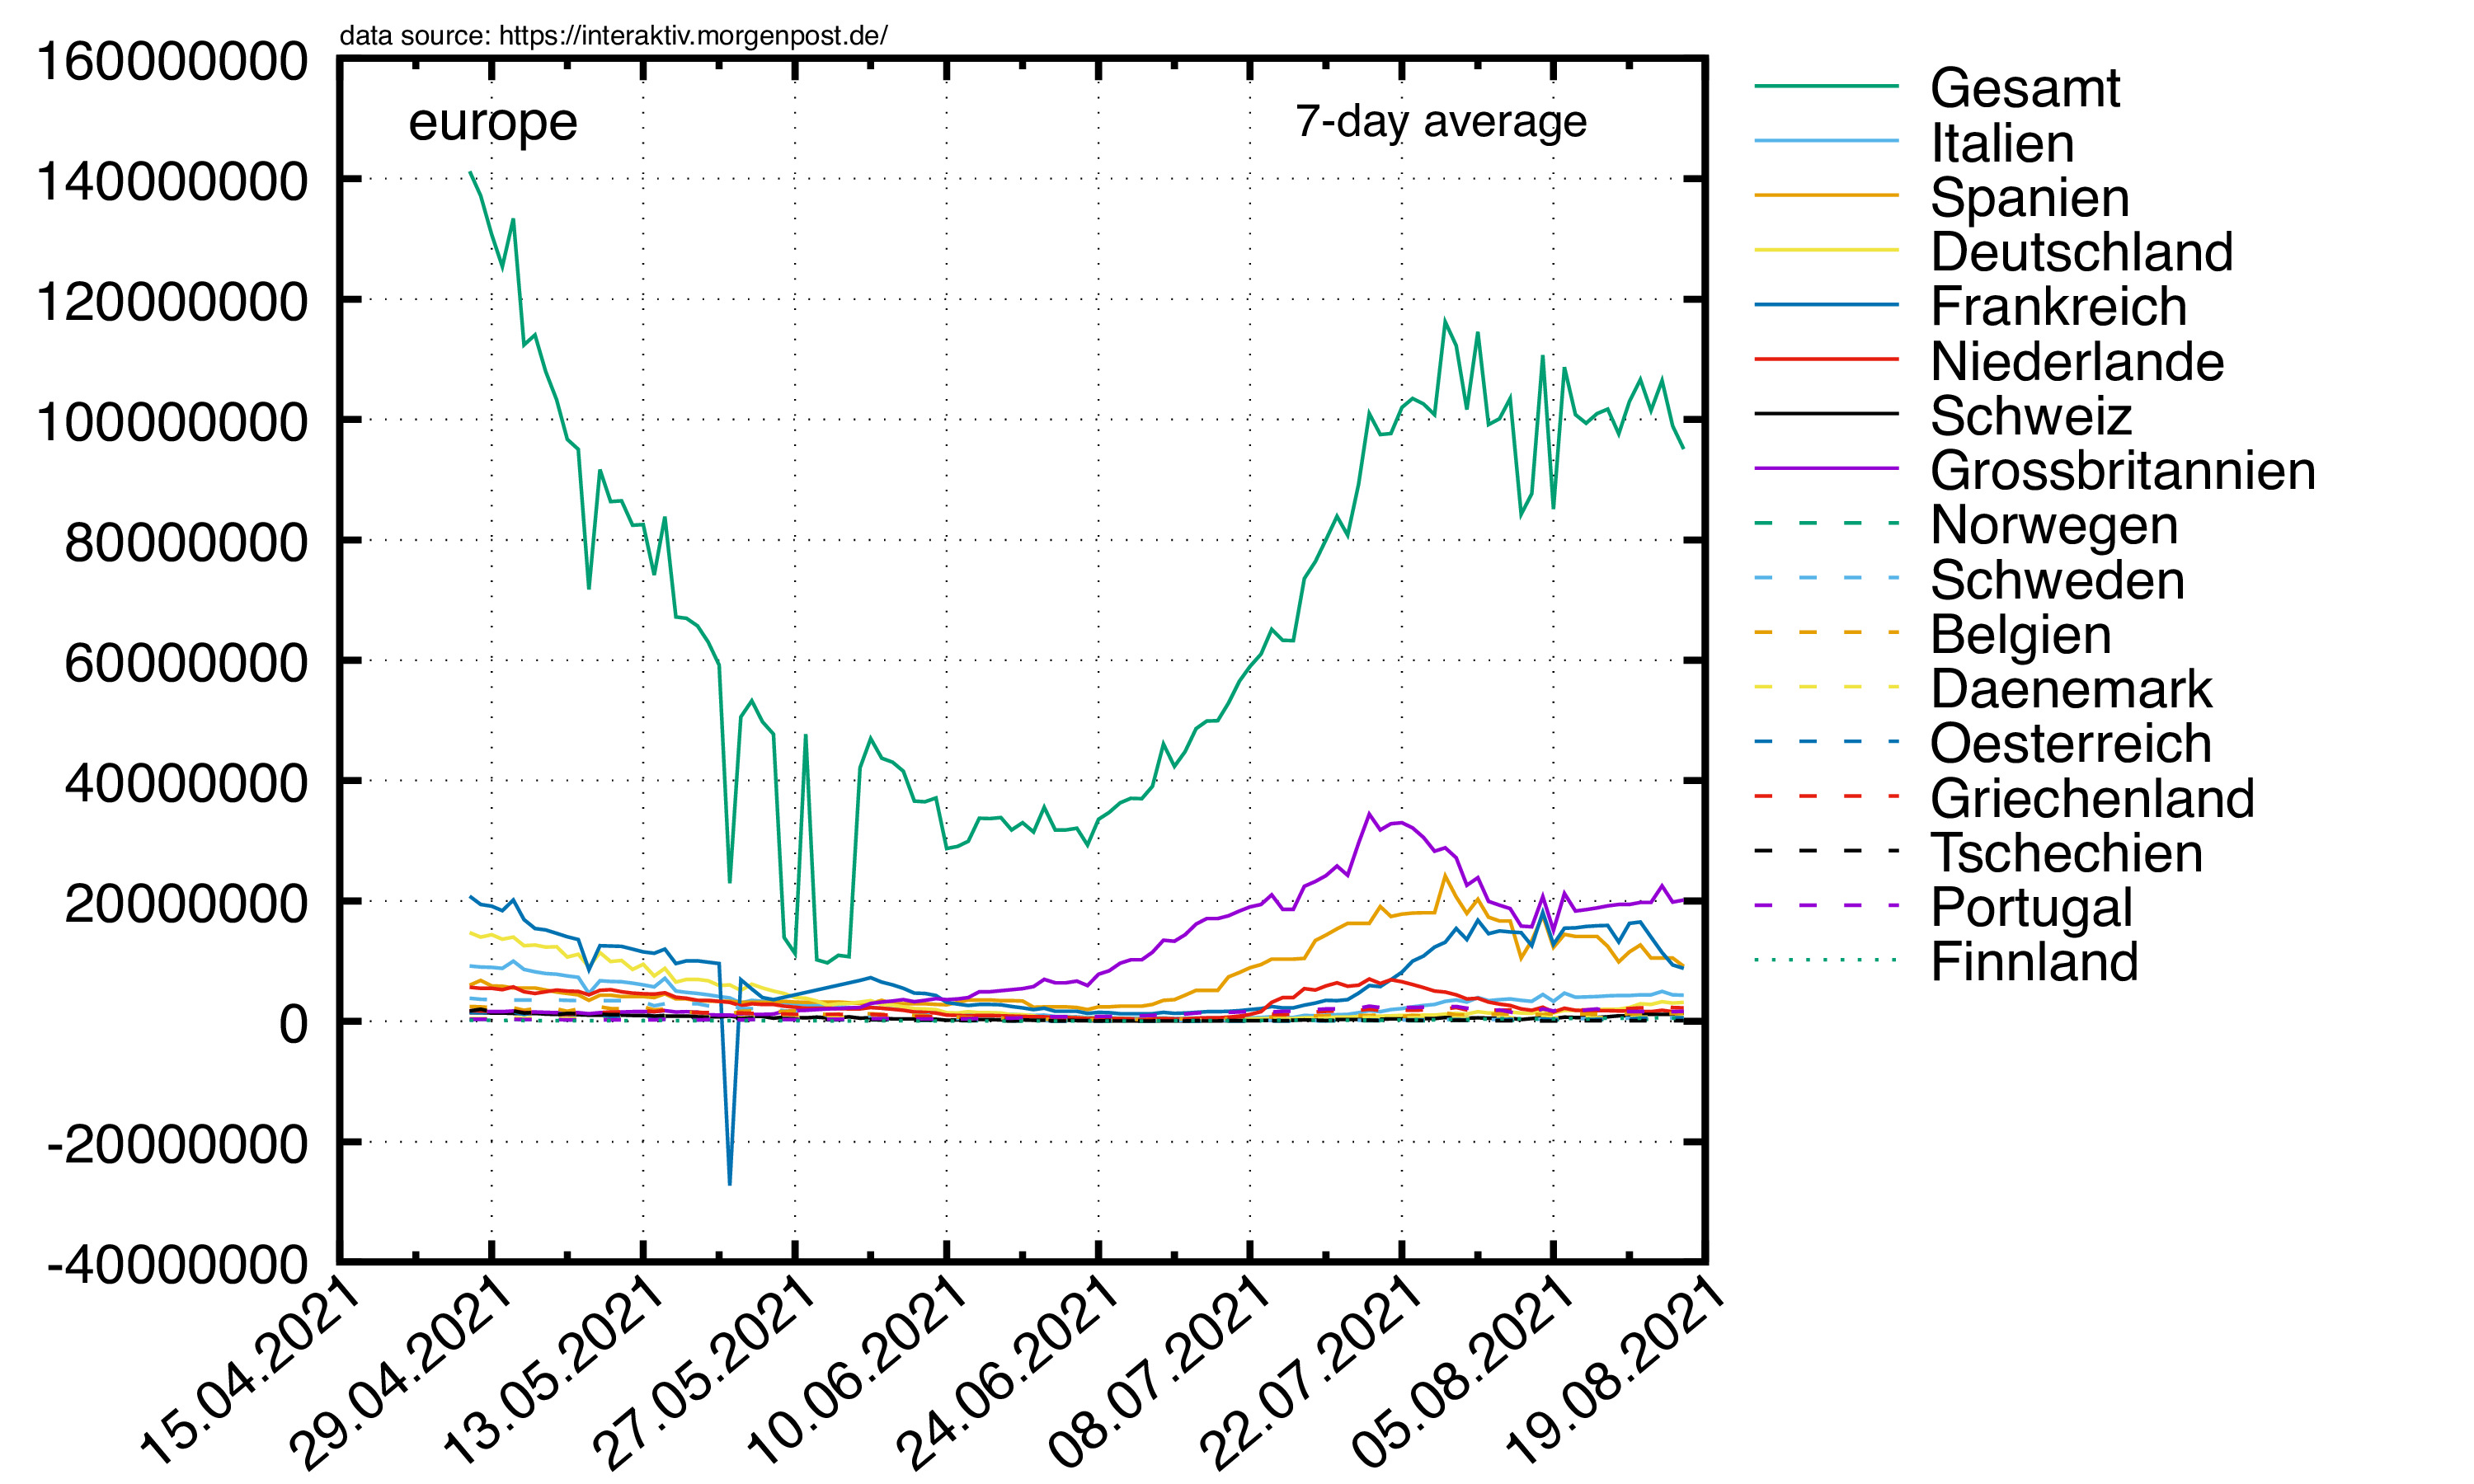 data source: https://interaktiv.morgenpost.de/
europe
7-day average
160000000
140000000
120000000
100000000
80000000
60000000
40000000
20000000
0
-20000000
-40000000
15.04.2021
29.04.2021
13.05.2021
27.05.2021
10.06.2021
24.06.2021
08.07.2021
22.07.2021
05.08.2021
19.08.2021
Gesamt
Italien
Spanien
Deutschland
Frankreich
Niederlande
Schweiz
Grossbritannien
Norwegen
Schweden
Belgien
Daenemark
Oesterreich
Griechenland
Tschechien
Portugal
Finnland